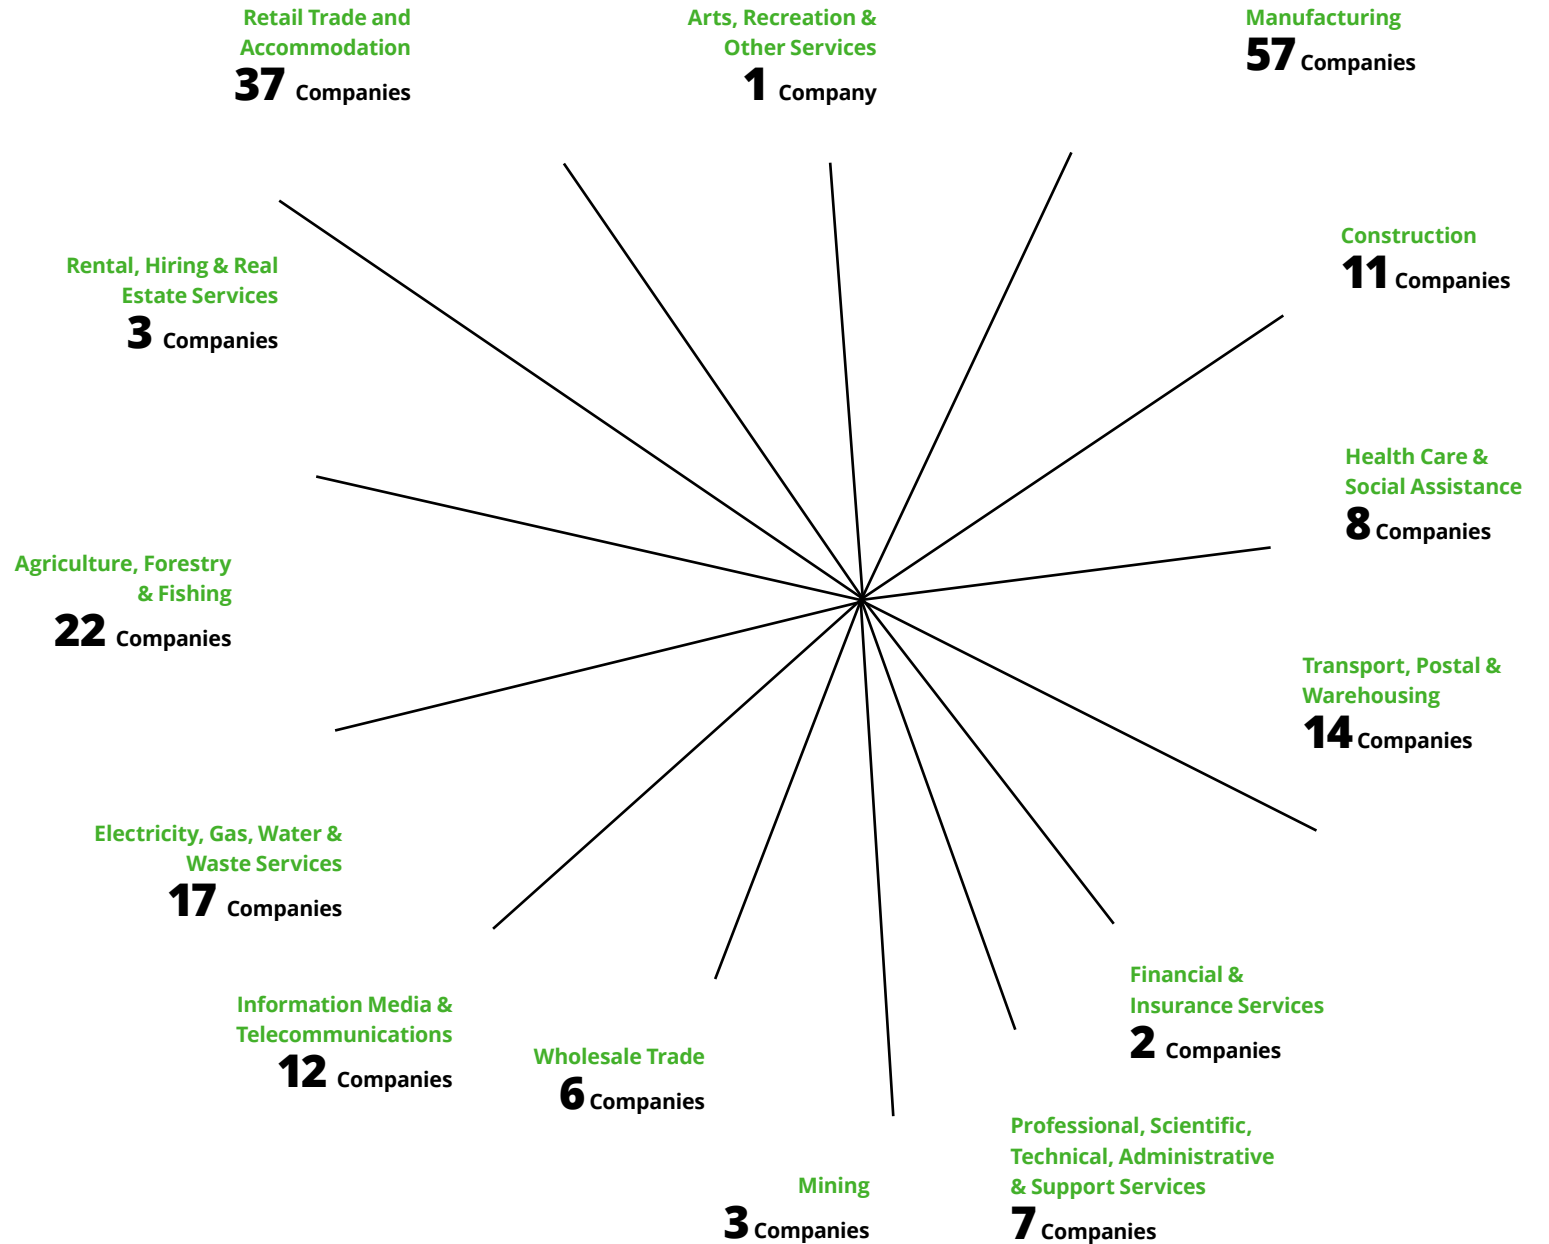 Retail Trade and
Accommodation
37 Companies
Arts, Recreation &
Other Services
1 Company
Manufacturing
57 Companies
Construction
11 Companies
Rental, Hiring & Real
Estate Services
3 Companies
Health Care &
Social Assistance
8 Companies
Agriculture, Forestry
& Fishing
22 Companies
Transport, Postal &
Warehousing
14 Companies
Electricity, Gas, Water &
Waste Services
17 Companies
Financial &
Insurance Services
2 Companies
Information Media &
Telecommunications
12 Companies
Wholesale Trade
6 Companies
Professional, Scientific,
Technical, Administrative
& Support Services
7 Companies
Mining
3 Companies